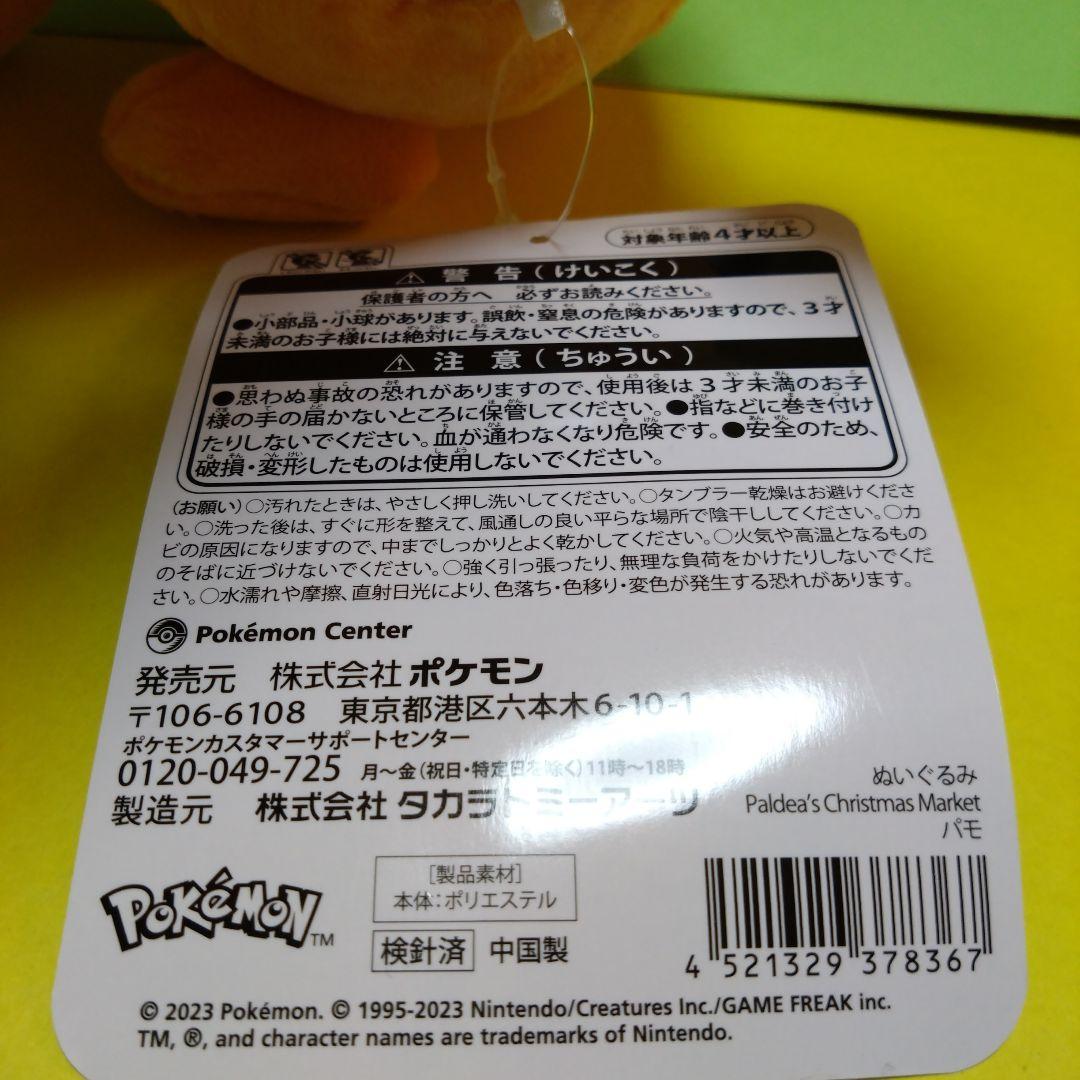 対象年齢4才以上
警 告（けいこく）
保護者の方へ 必ずお読みください。
●小部品・小球があります。誤飲・窒息の危険がありますので、3才
未満のお子様には絶対に与えないでください。
注 意（ちゅうい）
●思わぬ事故の恐れがありますので、使用後は3才未満のお子
様の手の届かないところに保管してください。●指などに巻き付け
たりしないでください。血が通わなくなり危険です。●安全のため、
破損・変形したものは使用しないでください。
（お願い）○汚れたときは、やさしく押し洗いしてください。○タンブラー乾燥はお避けくださ
い。○洗った後は、すぐに形を整えて、風通しの良い平らな場所で陰干ししてください。○カ
ビの原因になりますので、中までしっかりとよく乾かしてください。○火気や高温となるもの
のそばに近づけないでください。○強く引っ張ったり、無理な負荷をかけたりしないでくだ
さい。○水濡れや摩擦、直射日光により、色落ち・色移り・変色が発生する恐れがあります。
Pokémon Center
発売元 株式会社 ポケモン
〒106-6108 東京都港区六本木6-10-1
ポケモンカスタマーサポートセンター
0120-049-725 月～金（祝日・特定日を除く）11時～18時
製造元 株式会社 タカラトミーアーツ
ぬいぐるみ
Paldea's Christmas Market
パモ
POKéMON TM
［製品素材］
本体：ポリエステル
検針済 中国製
4 521329 378367
© 2023 Pokémon. © 1995-2023 Nintendo/Creatures Inc./GAME FREAK inc.
TM, ®, and character names are trademarks of Nintendo.